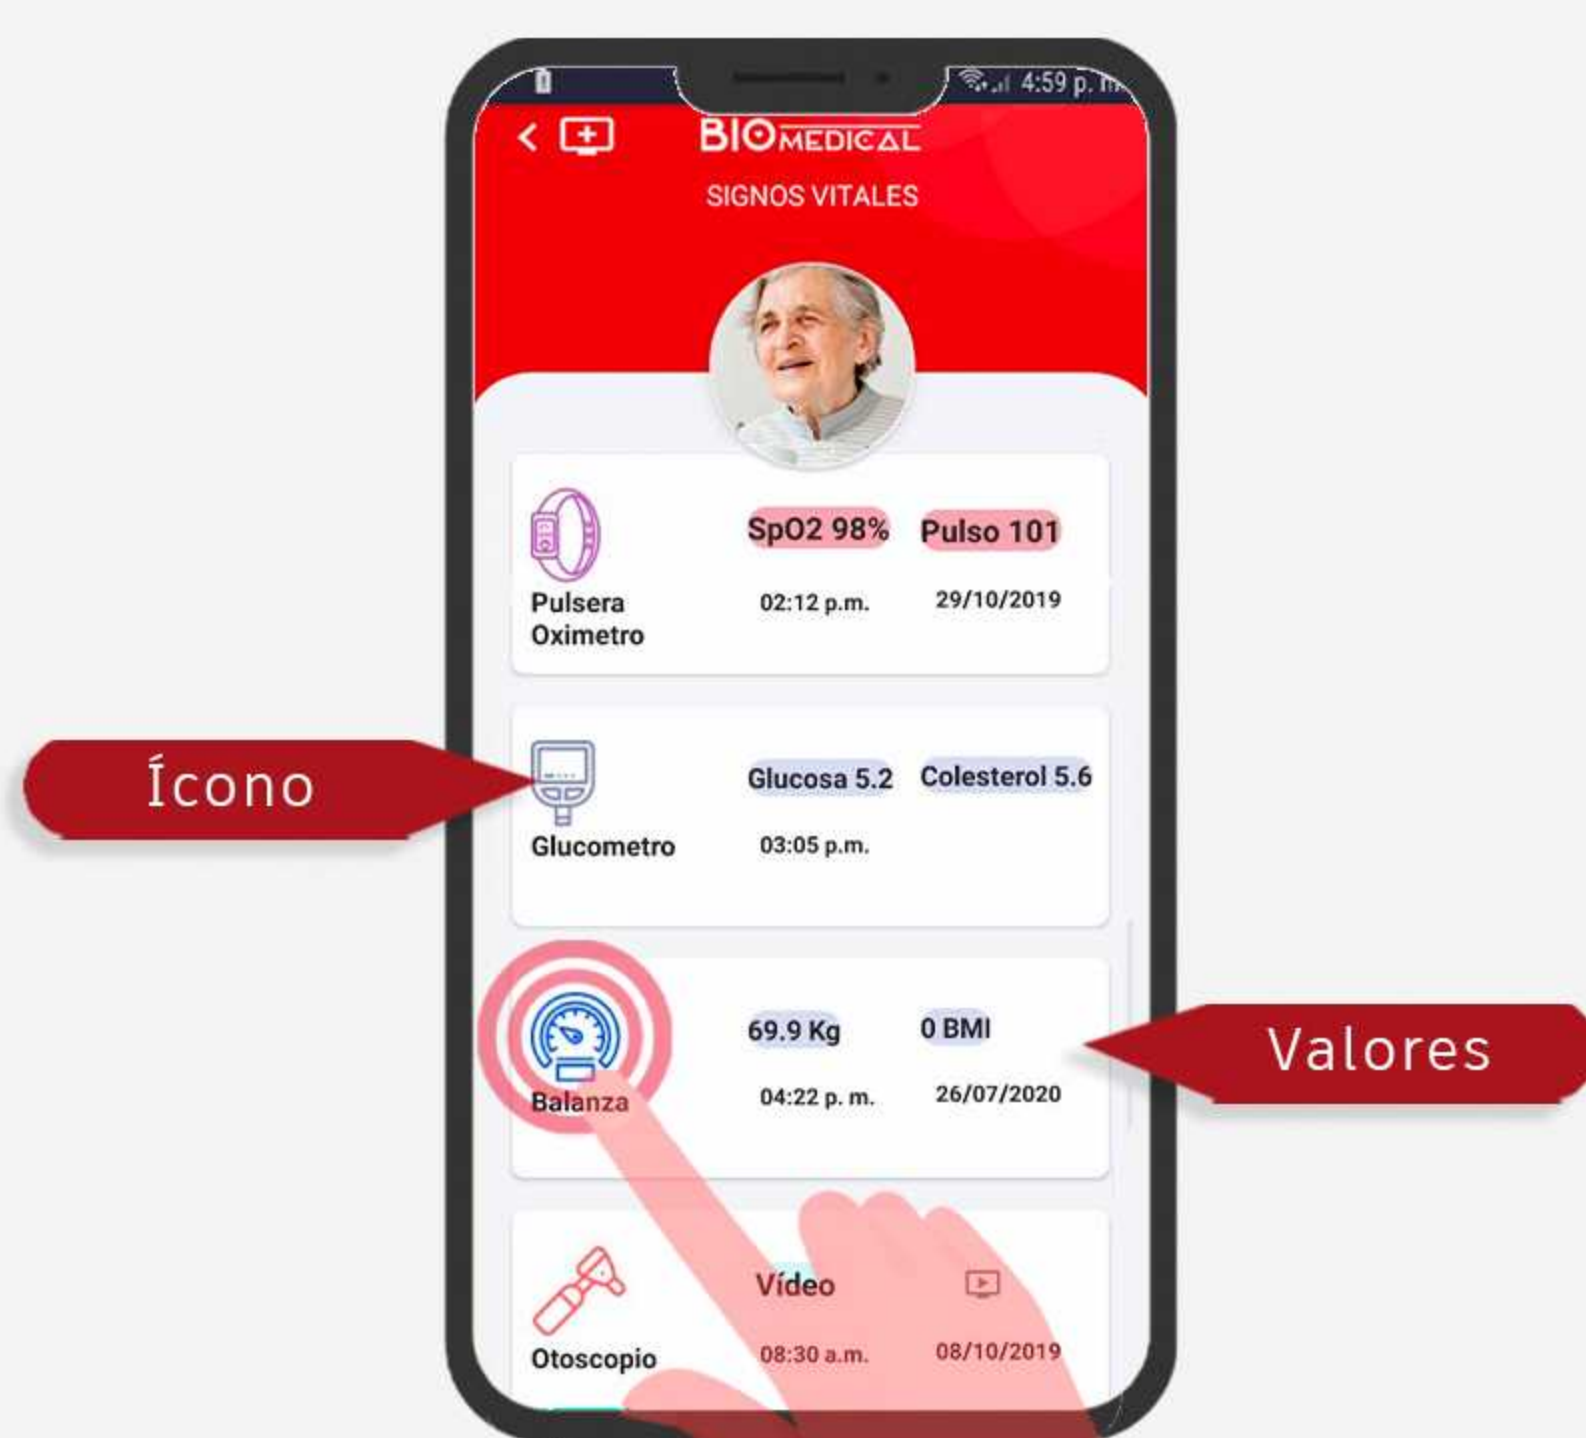 4:59 p. m.
BIOMEDICAL
SIGNOS VITALES
SpO2 98% Pulso 101
02:12 p.m. 29/10/2019
Pulsera
Oximetro
Ícono
Glucosa 5.2 Colesterol 5.6
Glucometro 03:05 p.m.
69.9 Kg 0 BMI
Valores
Balanza 04:22 p. m. 26/07/2020
Vídeo
Otoscopio 08:30 a.m. 08/10/2019